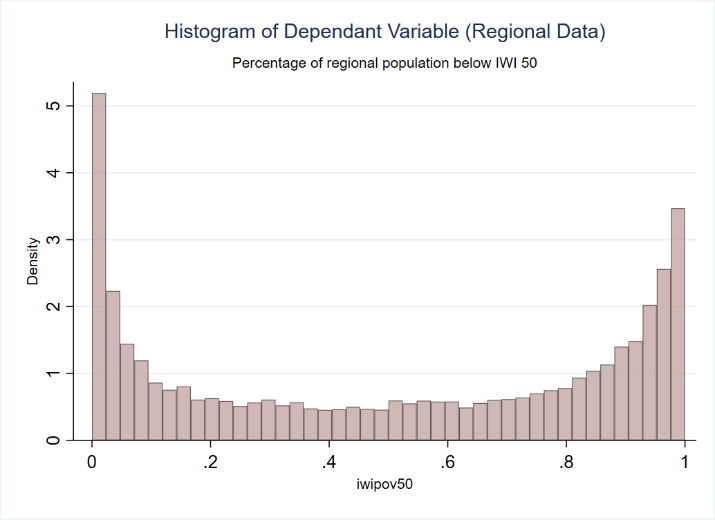 Histogram of Dependant Variable (Regional Data)
Percentage of regional population below IWI 50
Density
5
4
3
2
1
0
0 .2 .4 .6 .8 1
iwipov50